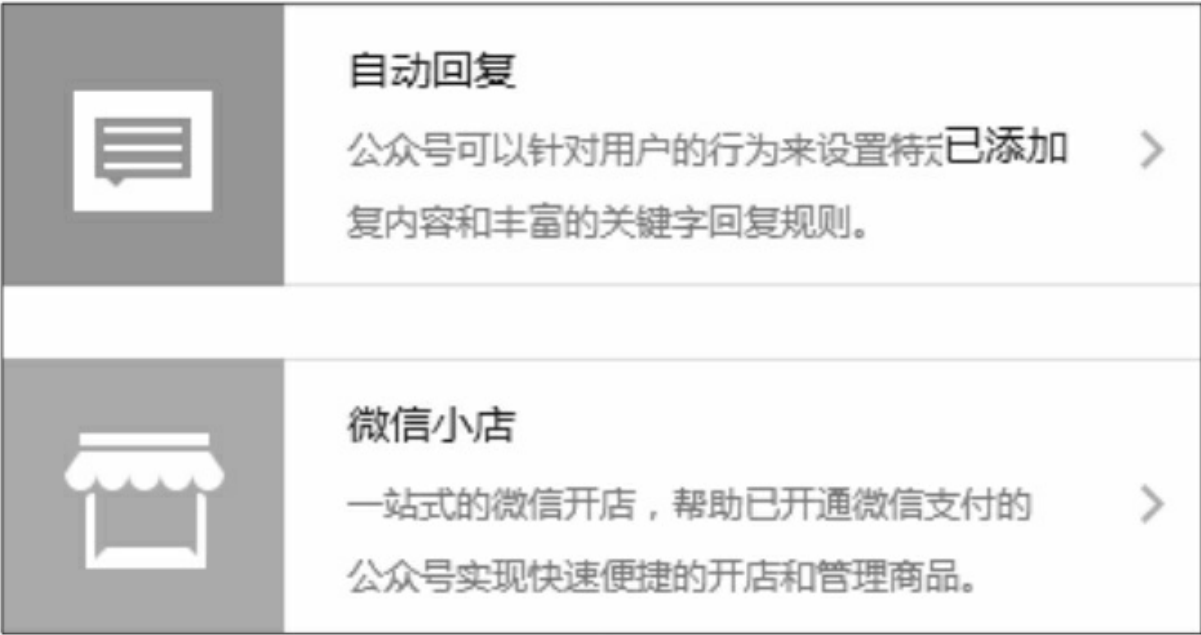 自动回复
公众号可以针对用户的行为来设置特定已添加
复内容和丰富的关键字回复规则。
微信小店
一站式的微信开店，帮助已开通微信支付的
公众号实现快速便捷的开店和管理商品。